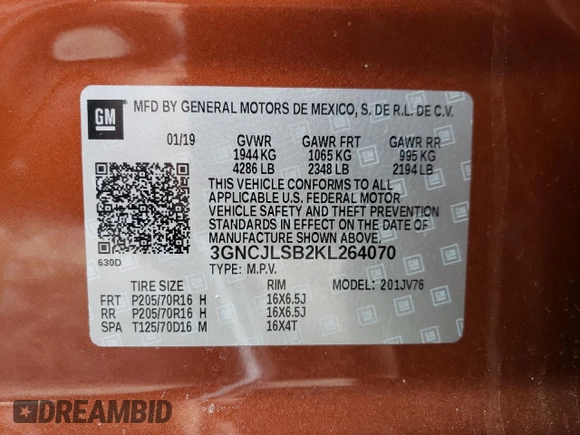 GM MFD BY GENERAL MOTORS DE MEXICO, S. DE R.L. DE C.V.
01/19 GVWR GAWR FRT GAWR RR
1944 KG 1065 KG 995 KG
4286 LB 2348 LB 2194 LB
THIS VEHICLE CONFORMS TO ALL
APPLICABLE U.S. FEDERAL MOTOR
VEHICLE SAFETY AND THEFT PREVENTION
STANDARDS IN EFFECT ON THE DATE OF
MANUFACTURE SHOWN ABOVE.
630D 3GNCJLSB2KL264070
TYPE: M.P.V.
TIRE SIZE RIM MODEL: 201JV76
FRT P205/70R16 H 16X6.5J
RR P205/70R16 H 16X6.5J
SPA T125/70D16 M 16X4T
DREAMBID